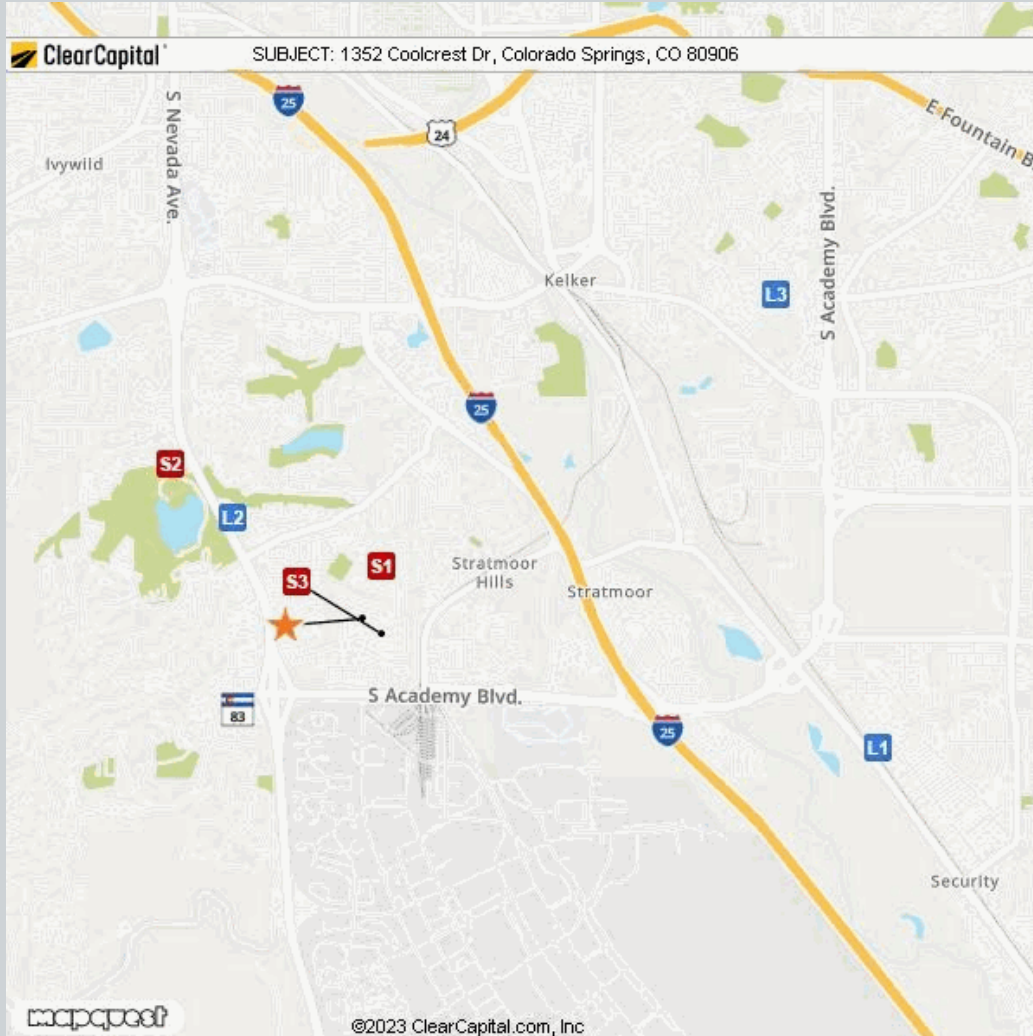 ClearCapital
SUBJECT: 1352 Coolcrest Dr, Colorado Springs, CO 80906
25
S Nevada Ave.
24
E Fountain B
Ivywild
S Academy Blvd.
Kelker
L3
25
S2
L2
S1
S3
Stratmoor
Hills
Stratmoor
83
S Academy Blvd.
25
L1
Security
mapquest
©2023 ClearCapital.com, Inc